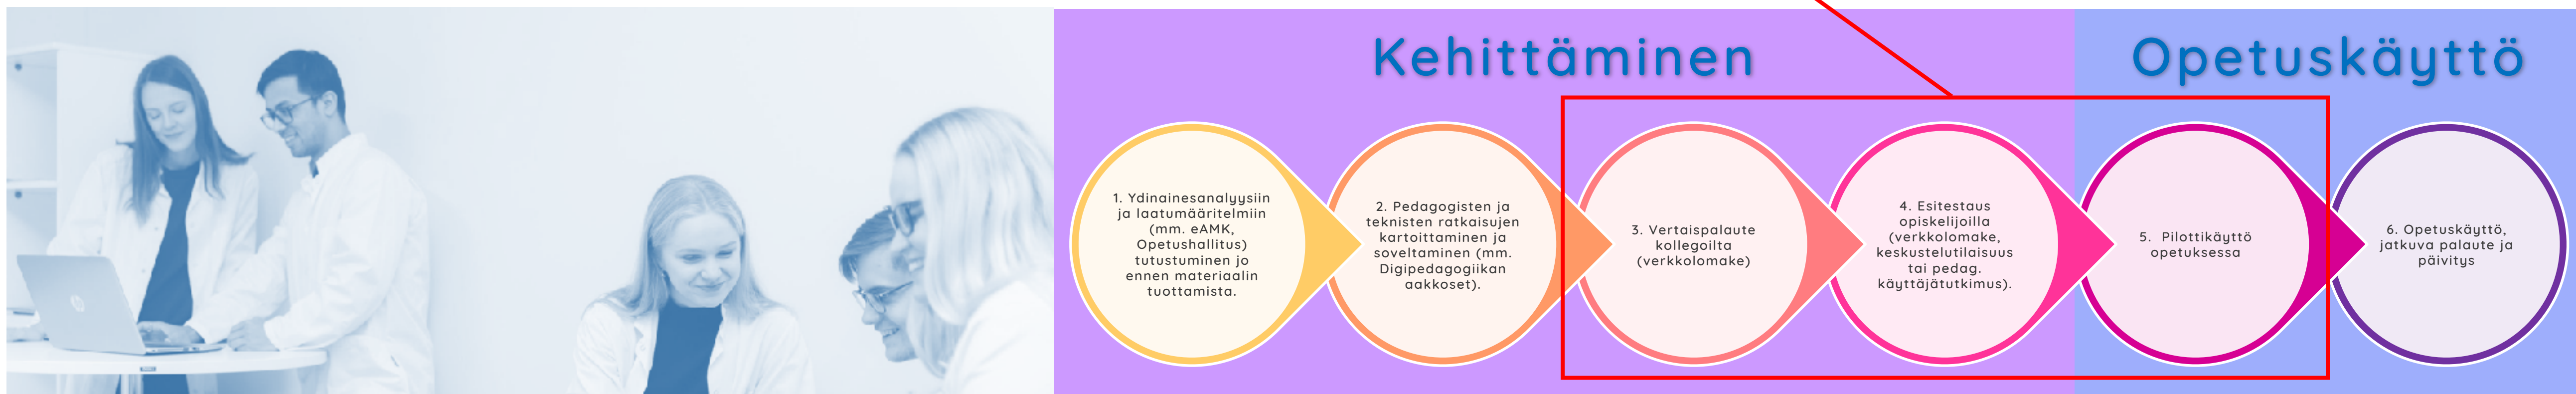 Kehittäminen
Opetuskäyttö
1. Ydinainesanalyysiin
ja laatumääritelmiin
(mm. eAMK,
Opetushallitus)
tutustuminen jo
ennen materiaalin
tuottamista.
2. Pedagogisten ja
teknisten ratkaisujen
kartoittaminen ja
soveltaminen (mm.
Digipedagogiikan
aakkoset).
3. Vertaispalaute
kollegoilta
(verkkolomake)
4. Esitestaus
opiskelijoilla
(verkkolomake,
keskustelutilaisuus
tai pedag.
käyttäjätutkimus).
5. Pilottikäyttö
opetuksessa
6. Opetuskäyttö,
jatkuva palaute ja
päivitys